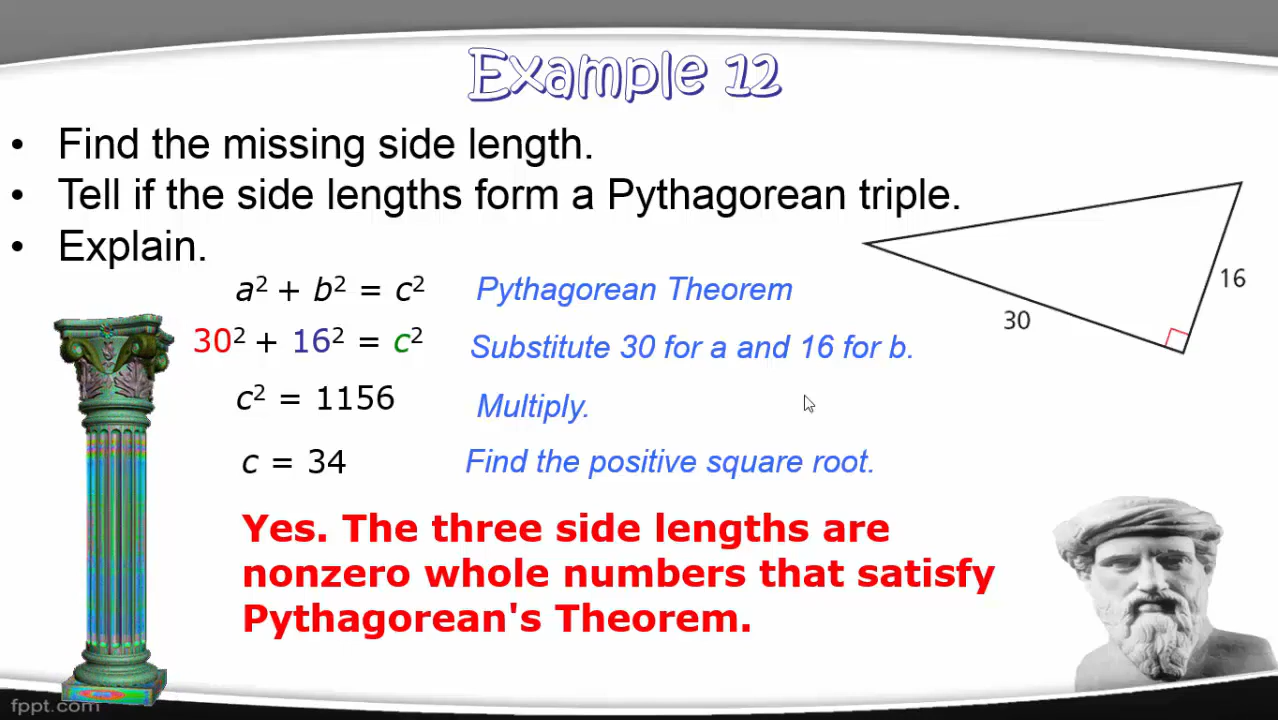 Example 12
• Find the missing side length.
• Tell if the side lengths form a Pythagorean triple.
• Explain.
a² + b² = c² Pythagorean Theorem
30² + 16² = c² Substitute 30 for a and 16 for b.
c² = 1156 Multiply.
c = 34 Find the positive square root.
16
30
Yes. The three side lengths are
nonzero whole numbers that satisfy
Pythagorean's Theorem.
fppt.com